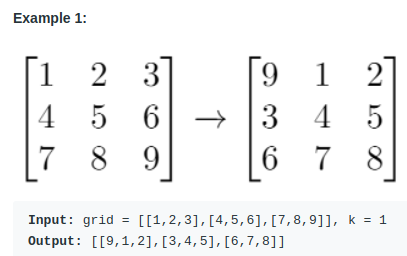 Example 1:
1 2 3 9 1 2
4 5 6 → 3 4 5
7 8 9 6 7 8
Input: grid = [[1,2,3],[4,5,6],[7,8,9]], k = 1
Output: [[9,1,2],[3,4,5],[6,7,8]]